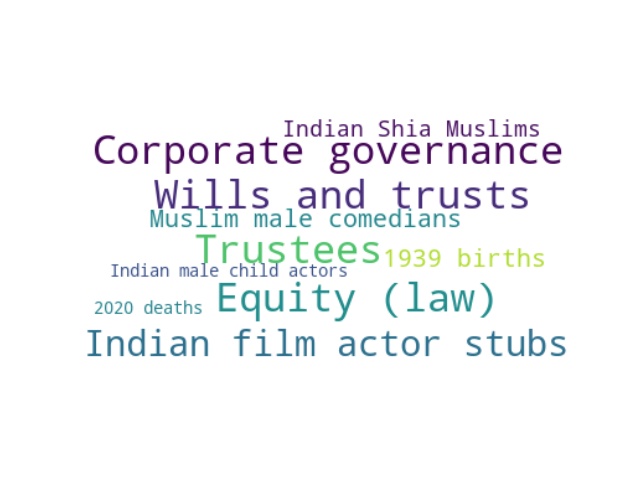 Indian Shia Muslims
Corporate governance
Wills and trusts
Muslim male comedians
Trustees
1939 births
Indian male child actors
2020 deaths
Equity (law)
Indian film actor stubs